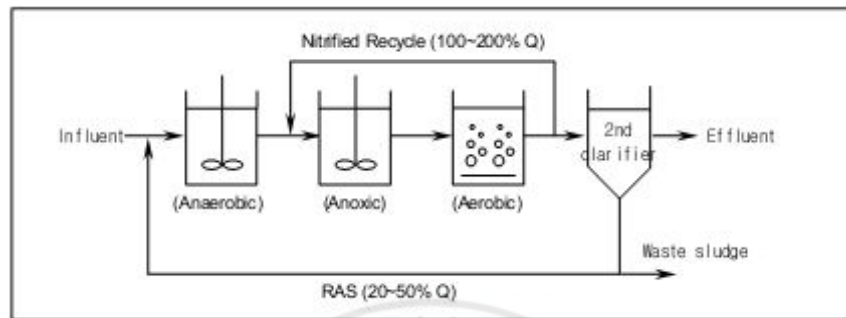 Nitrified Recycle (100~200% Q)
Influent
2nd
clarifier
Effluent
(Anaerobic)
(Anoxic)
(Aerobic)
Waste sludge
RAS (20~50% Q)